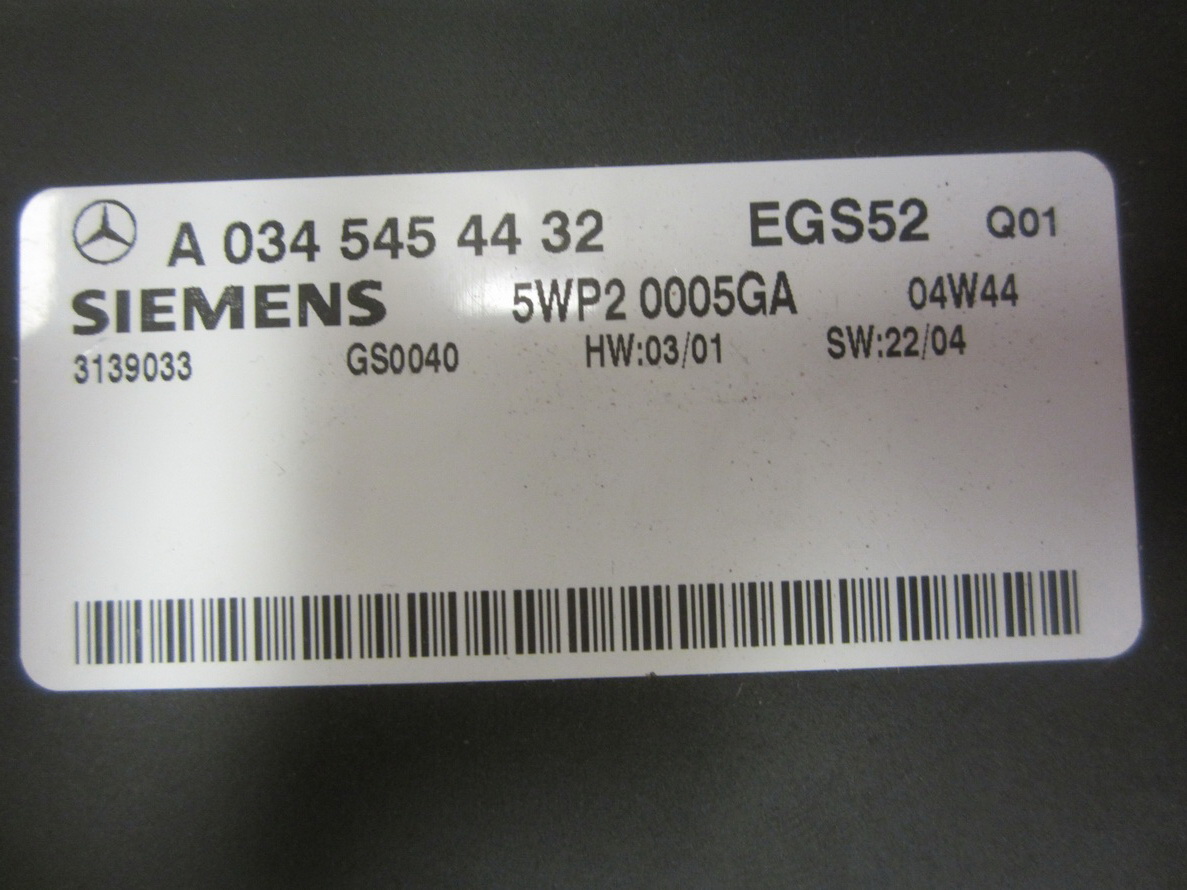 A 034 545 44 32 EGS52 Q01
SIEMENS 5WP2 0005GA 04W44
3139033 GS0040 HW:03/01 SW:22/04